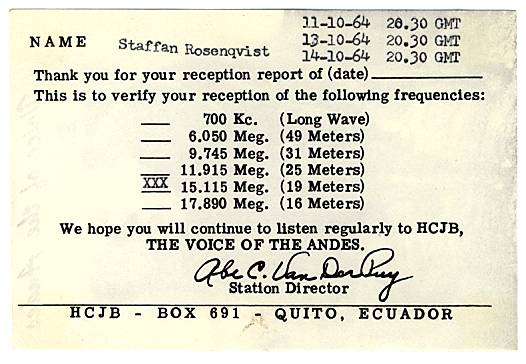 11-10-64 20.30 GMT
NAME Staffan Rosenqvist 13-10-64 20.30 GMT
14-10-64 20.30 GMT
Thank you for your reception report of (date)
This is to verify your reception of the following frequencies:
700 Kc. (Long Wave)
6.050 Meg. (49 Meters)
9.745 Meg. (31 Meters)
11.915 Meg. (25 Meters)
XXX 15.115 Meg. (19 Meters)
17.890 Meg. (16 Meters)
We hope you will continue to listen regularly to HCJB,
THE VOICE OF THE ANDES.
Abe C. Van Der Puy
Station Director
HCJB - BOX 691 - QUITO, ECUADOR